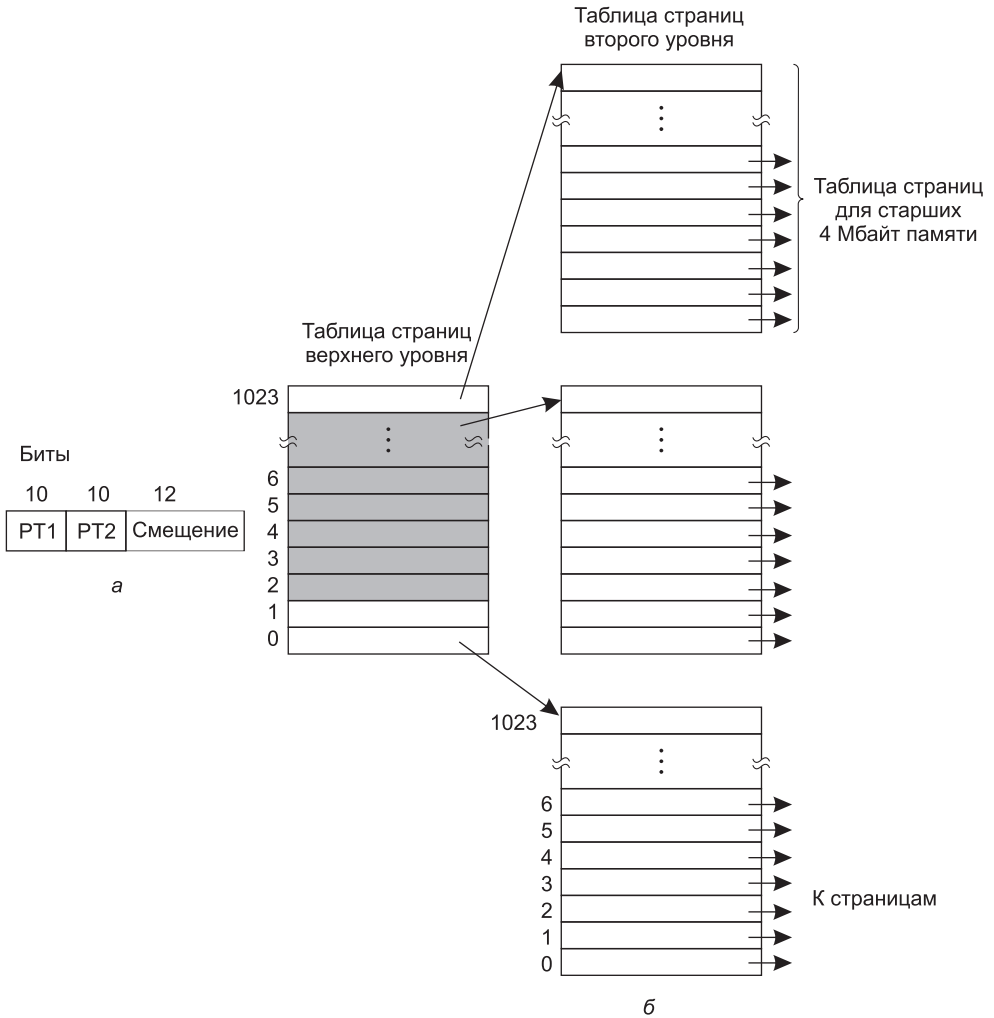 Таблица страниц
второго уровня
Таблица страниц
для старших
4 Мбайт памяти
Таблица страниц
верхнего уровня
1023
6
5
4
3
2
1
0
Биты
10 10 12
PT1 PT2 Смещение
а
1023
6
5
4
3
2
1
0
К страницам
б